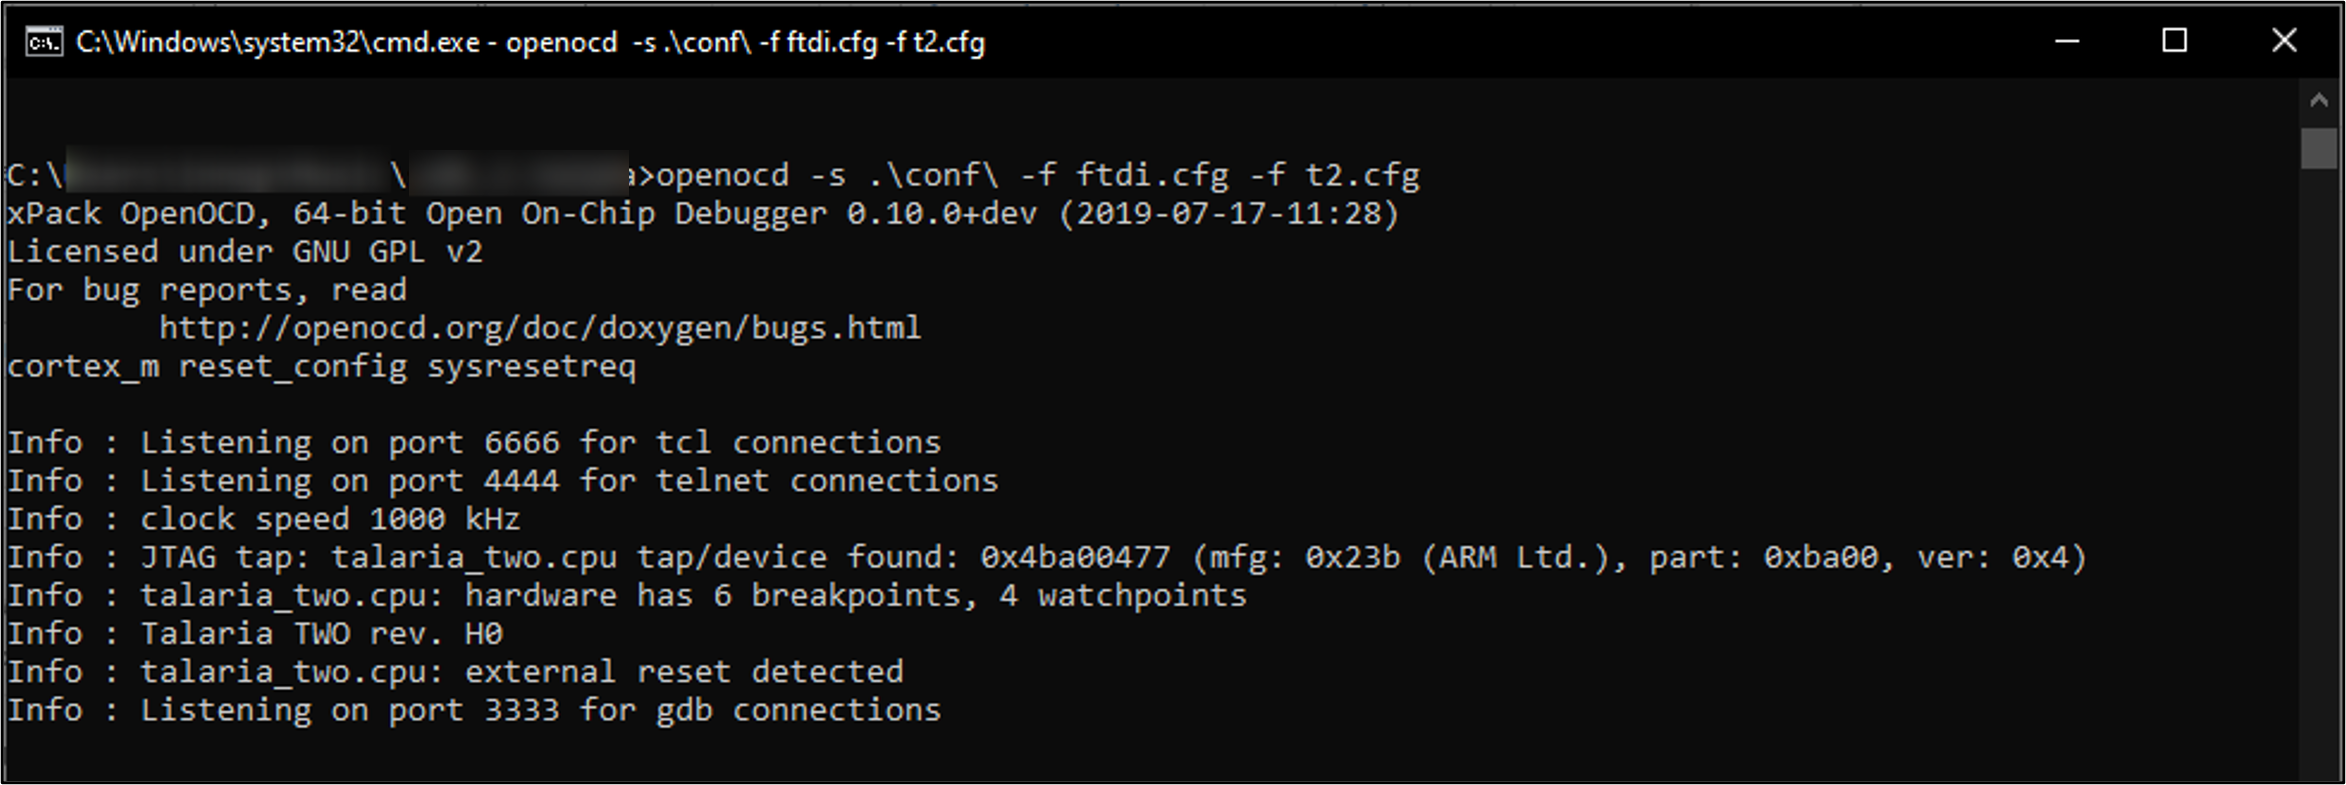 C:\Windows\system32\cmd.exe - openocd  -s .\conf\ -f ftdi.cfg -f t2.cfg
C:\ \ a>openocd -s .\conf\ -f ftdi.cfg -f t2.cfg
xPack OpenOCD, 64-bit Open On-Chip Debugger 0.10.0+dev (2019-07-17-11:28)
Licensed under GNU GPL v2
For bug reports, read
        http://openocd.org/doc/doxygen/bugs.html
cortex_m reset_config sysresetreq
Info : Listening on port 6666 for tcl connections
Info : Listening on port 4444 for telnet connections
Info : clock speed 1000 kHz
Info : JTAG tap: talaria_two.cpu tap/device found: 0x4ba00477 (mfg: 0x23b (ARM Ltd.), part: 0xba00, ver: 0x4)
Info : talaria_two.cpu: hardware has 6 breakpoints, 4 watchpoints
Info : Talaria TWO rev. H0
Info : talaria_two.cpu: external reset detected
Info : Listening on port 3333 for gdb connections